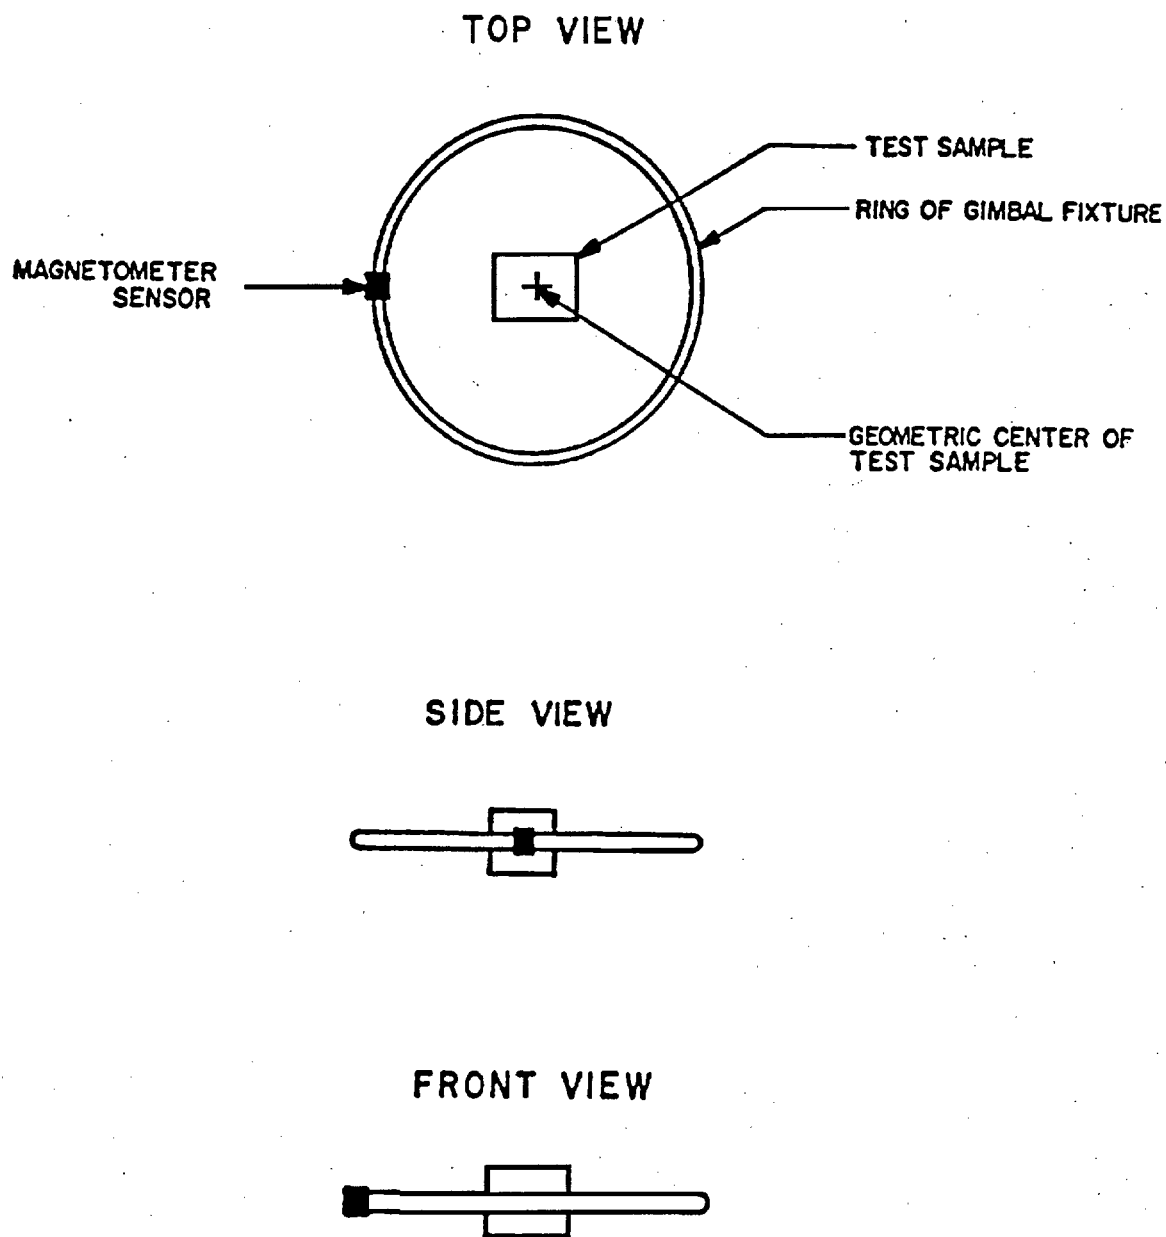 TOP VIEW
TEST SAMPLE
RING OF GIMBAL FIXTURE
MAGNETOMETER
SENSOR
GEOMETRIC CENTER OF
TEST SAMPLE
SIDE VIEW
FRONT VIEW